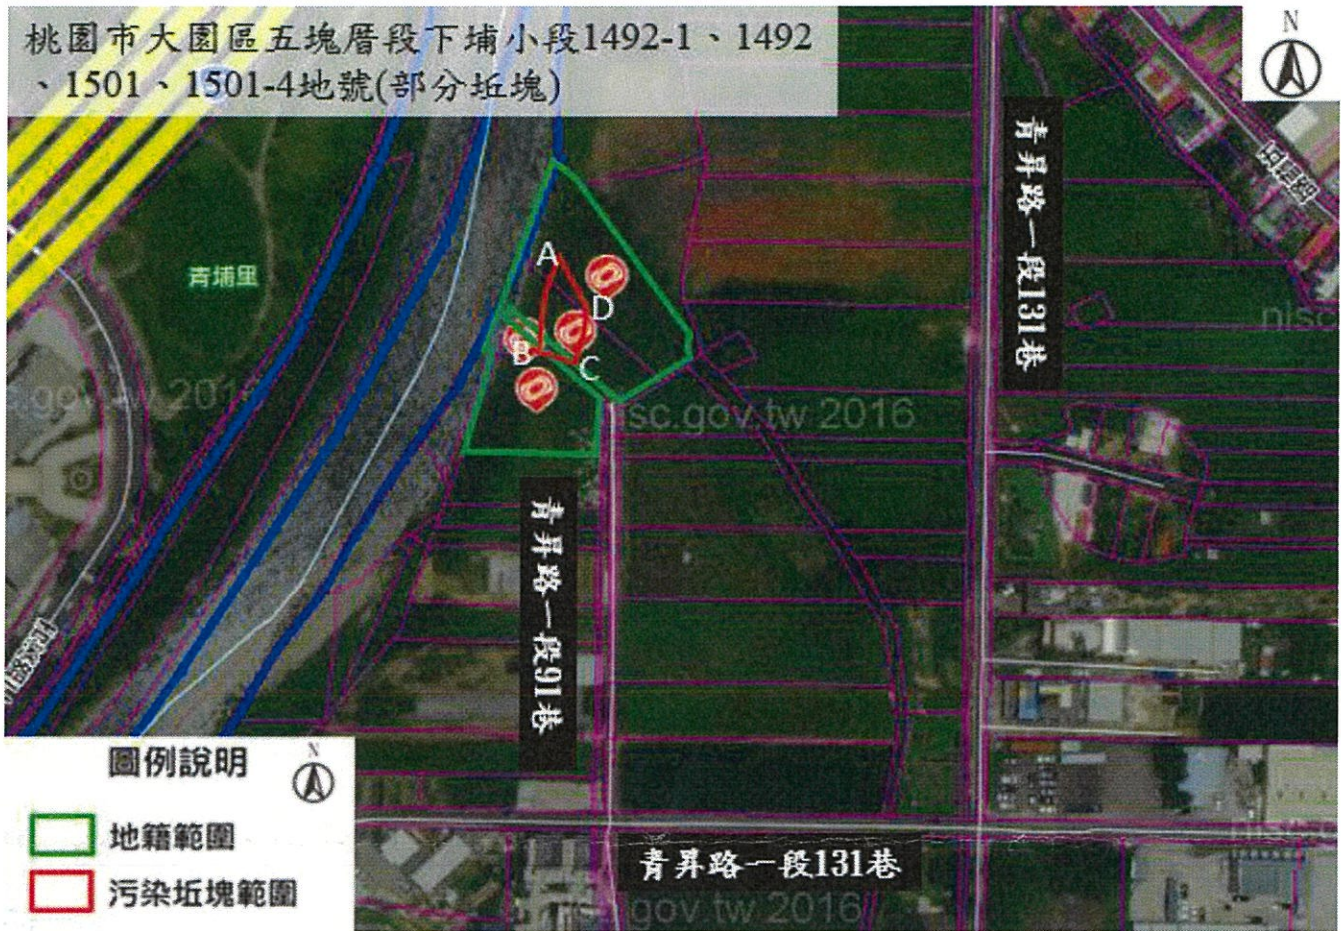 桃園市大園區五塊厝段下埔小段1492-1、1492
、1501、1501-4地號(部分坵塊)
N
青昇路一段131巷
青埔里
A
D
B
C
nlsc
gov.tw 2016
nlsc.gov.tw 2016
青昇路一段91巷
圖例說明
N
地籍範圍
污染坵塊範圍
青昇路一段131巷
gov.tw 2016